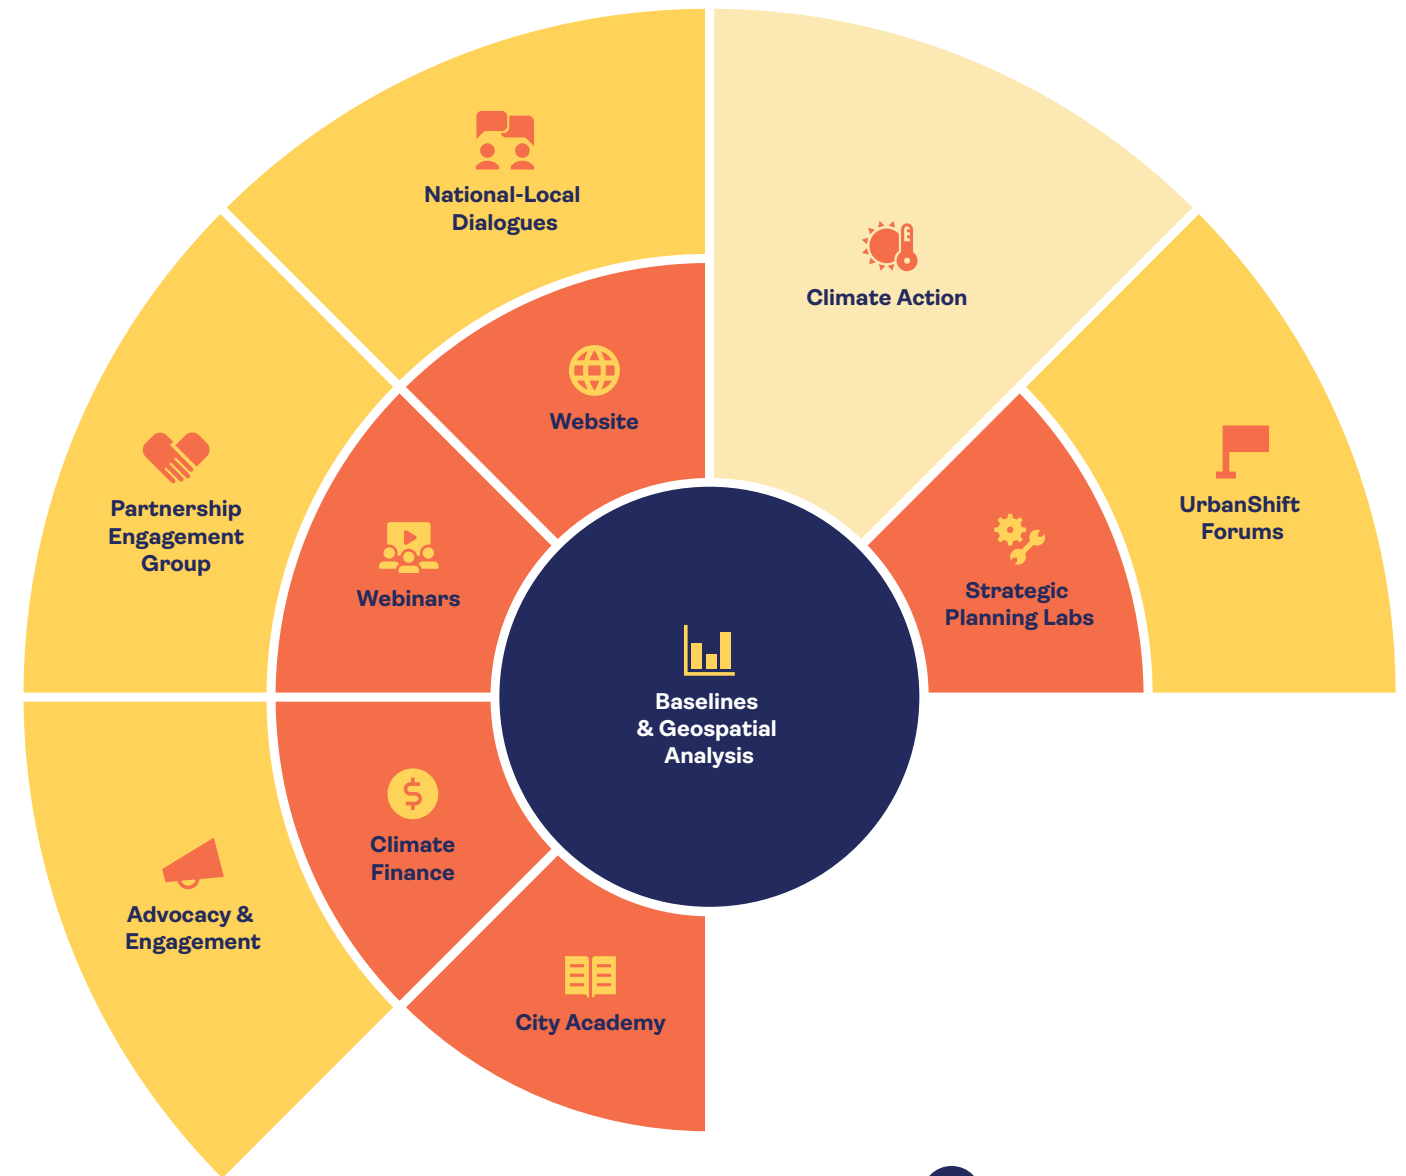 National-Local
Dialogues
Climate Action
Website
Partnership
Engagement
Group
Webinars
UrbanShift
Forums
Strategic
Planning Labs
Baselines
& Geospatial
Analysis
Climate
Finance
Advocacy &
Engagement
City Academy